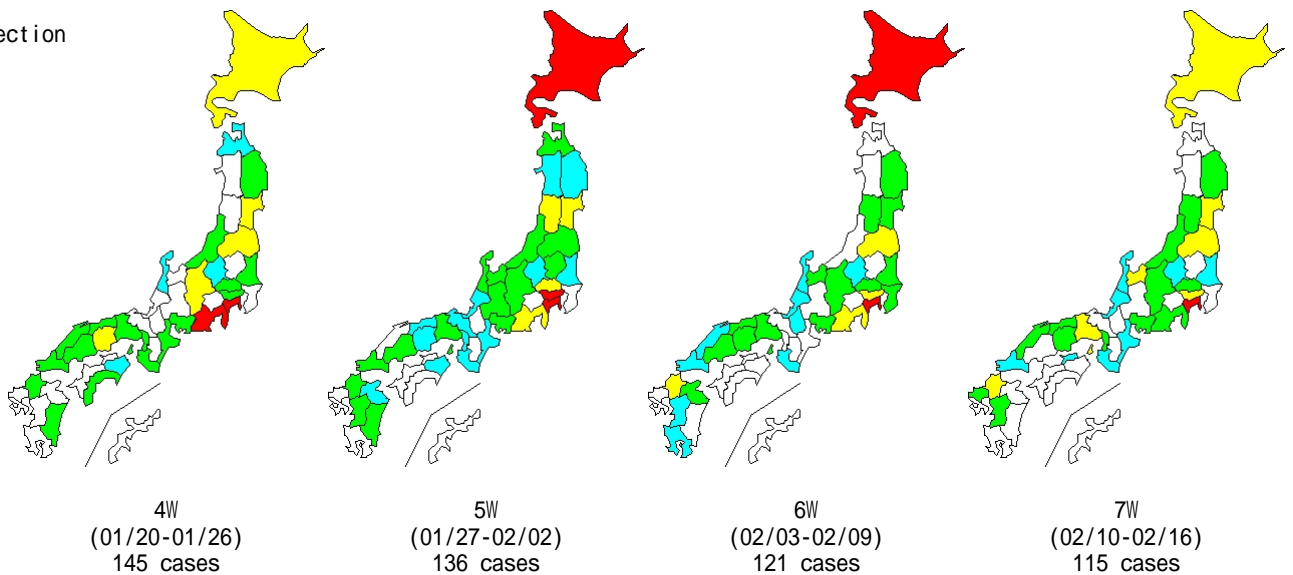 ection
4W
(01/20-01/26)
145 cases
5W
(01/27-02/02)
136 cases
6W
(02/03-02/09)
121 cases
7W
(02/10-02/16)
115 cases